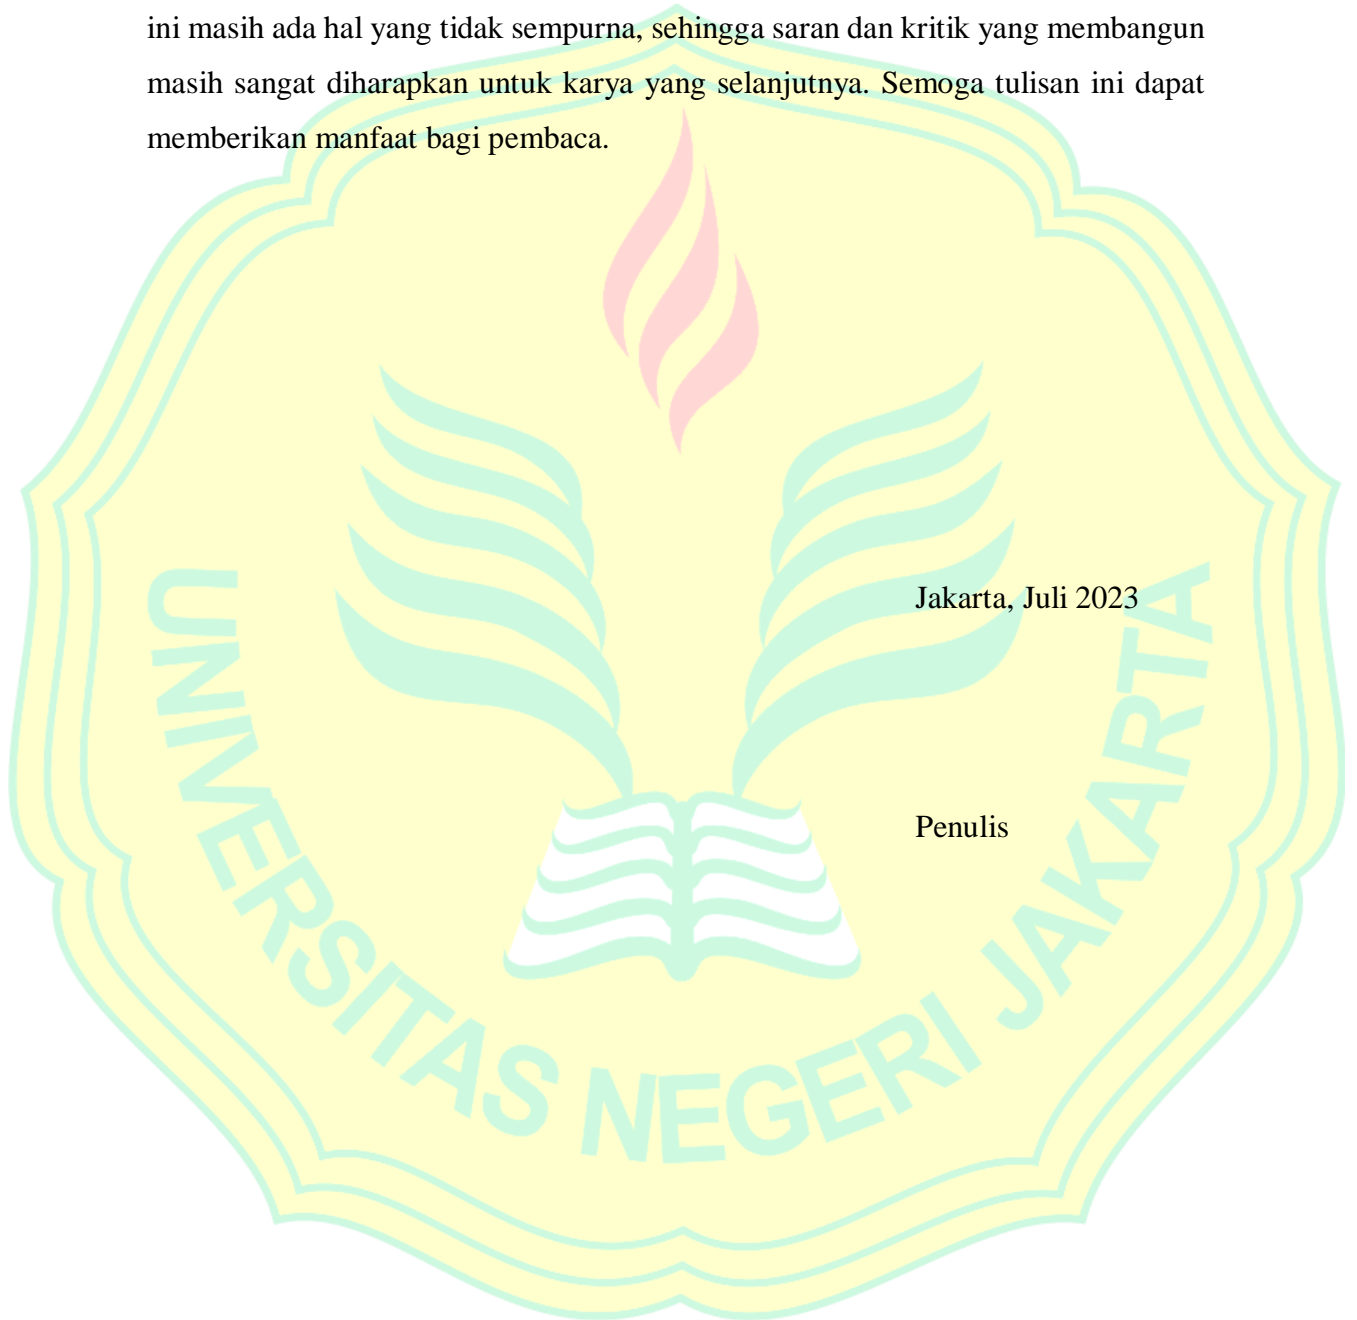 ini masih ada hal yang tidak sempurna, sehingga saran dan kritik yang membangun
masih sangat diharapkan untuk karya yang selanjutnya. Semoga tulisan ini dapat
memberikan manfaat bagi pembaca.
Jakarta, Juli 2023
Penulis
UNIVERSITAS NEGERI JAKARTA